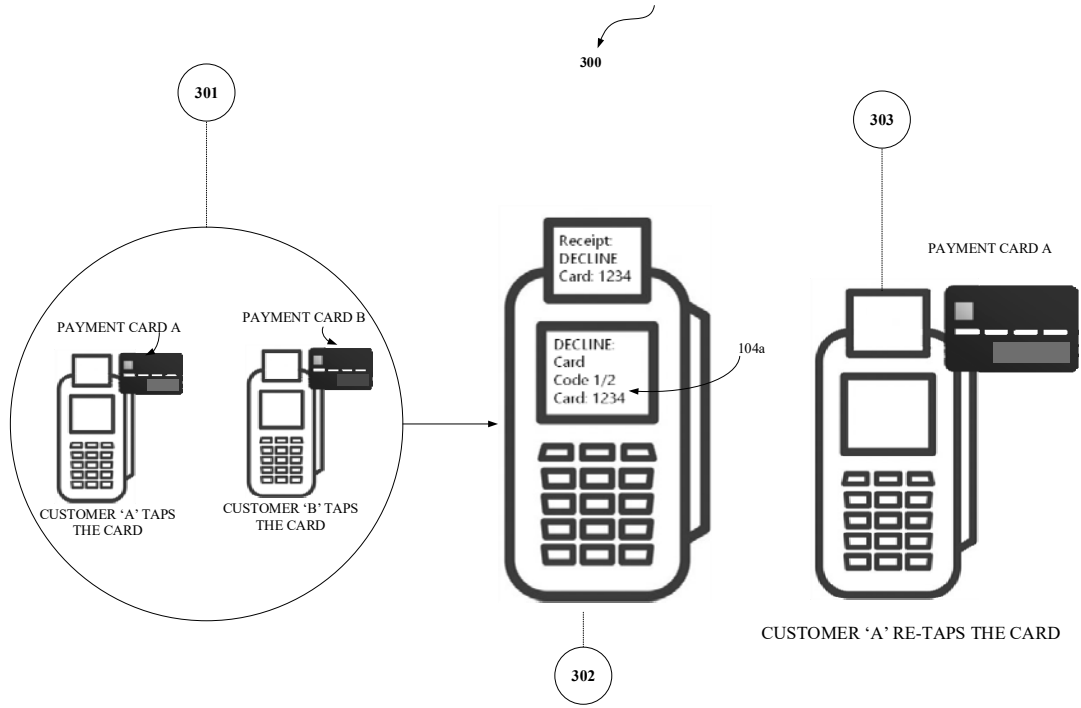 300
301
PAYMENT CARD A
CUSTOMER ‘A’ TAPS
THE CARD
PAYMENT CARD B
CUSTOMER ‘B’ TAPS
THE CARD
Receipt:
DECLINE
Card: 1234
DECLINE:
Card
Code 1/2
Card: 1234
104a
302
303
PAYMENT CARD A
CUSTOMER ‘A’ RE-TAPS THE CARD